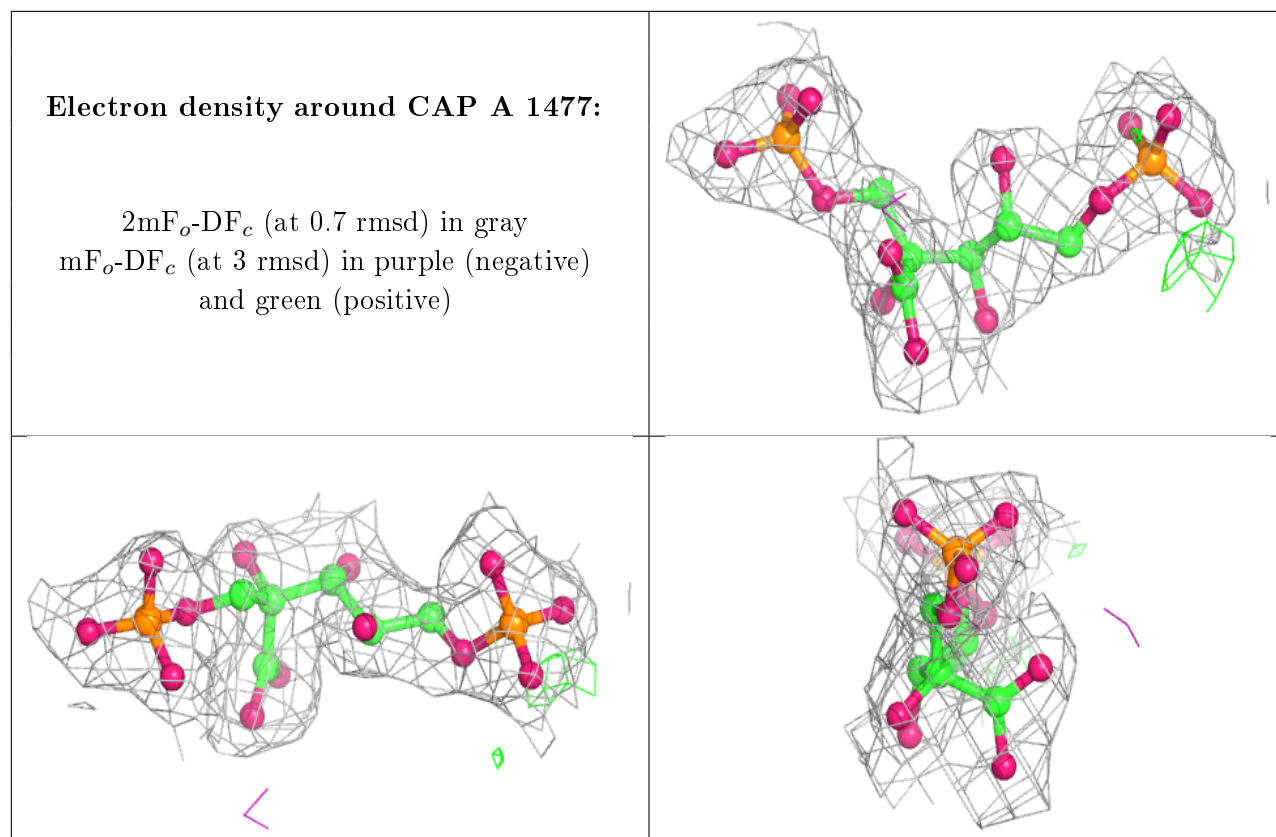 Electron density around CAP A 1477:
2mFo-DFc (at 0.7 rmsd) in gray
mFo-DFc (at 3 rmsd) in purple (negative)
and green (positive)